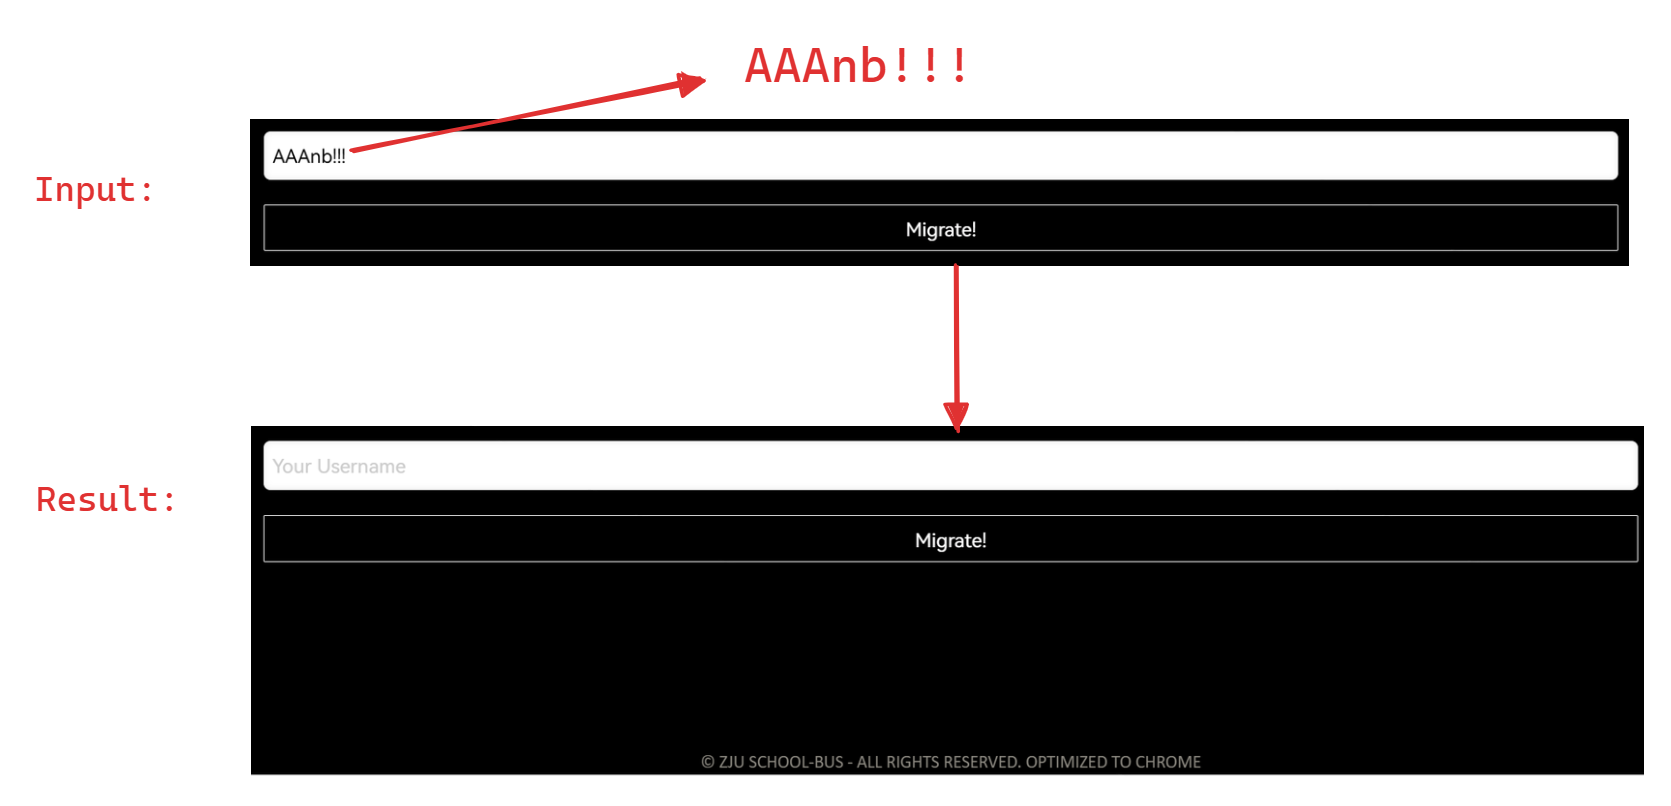 AAAnb!!!
Input:
AAAnb!!!
Migrate!
Result:
Your Username
Migrate!
© ZJU SCHOOL-BUS - ALL RIGHTS RESERVED. OPTIMIZED TO CHROME